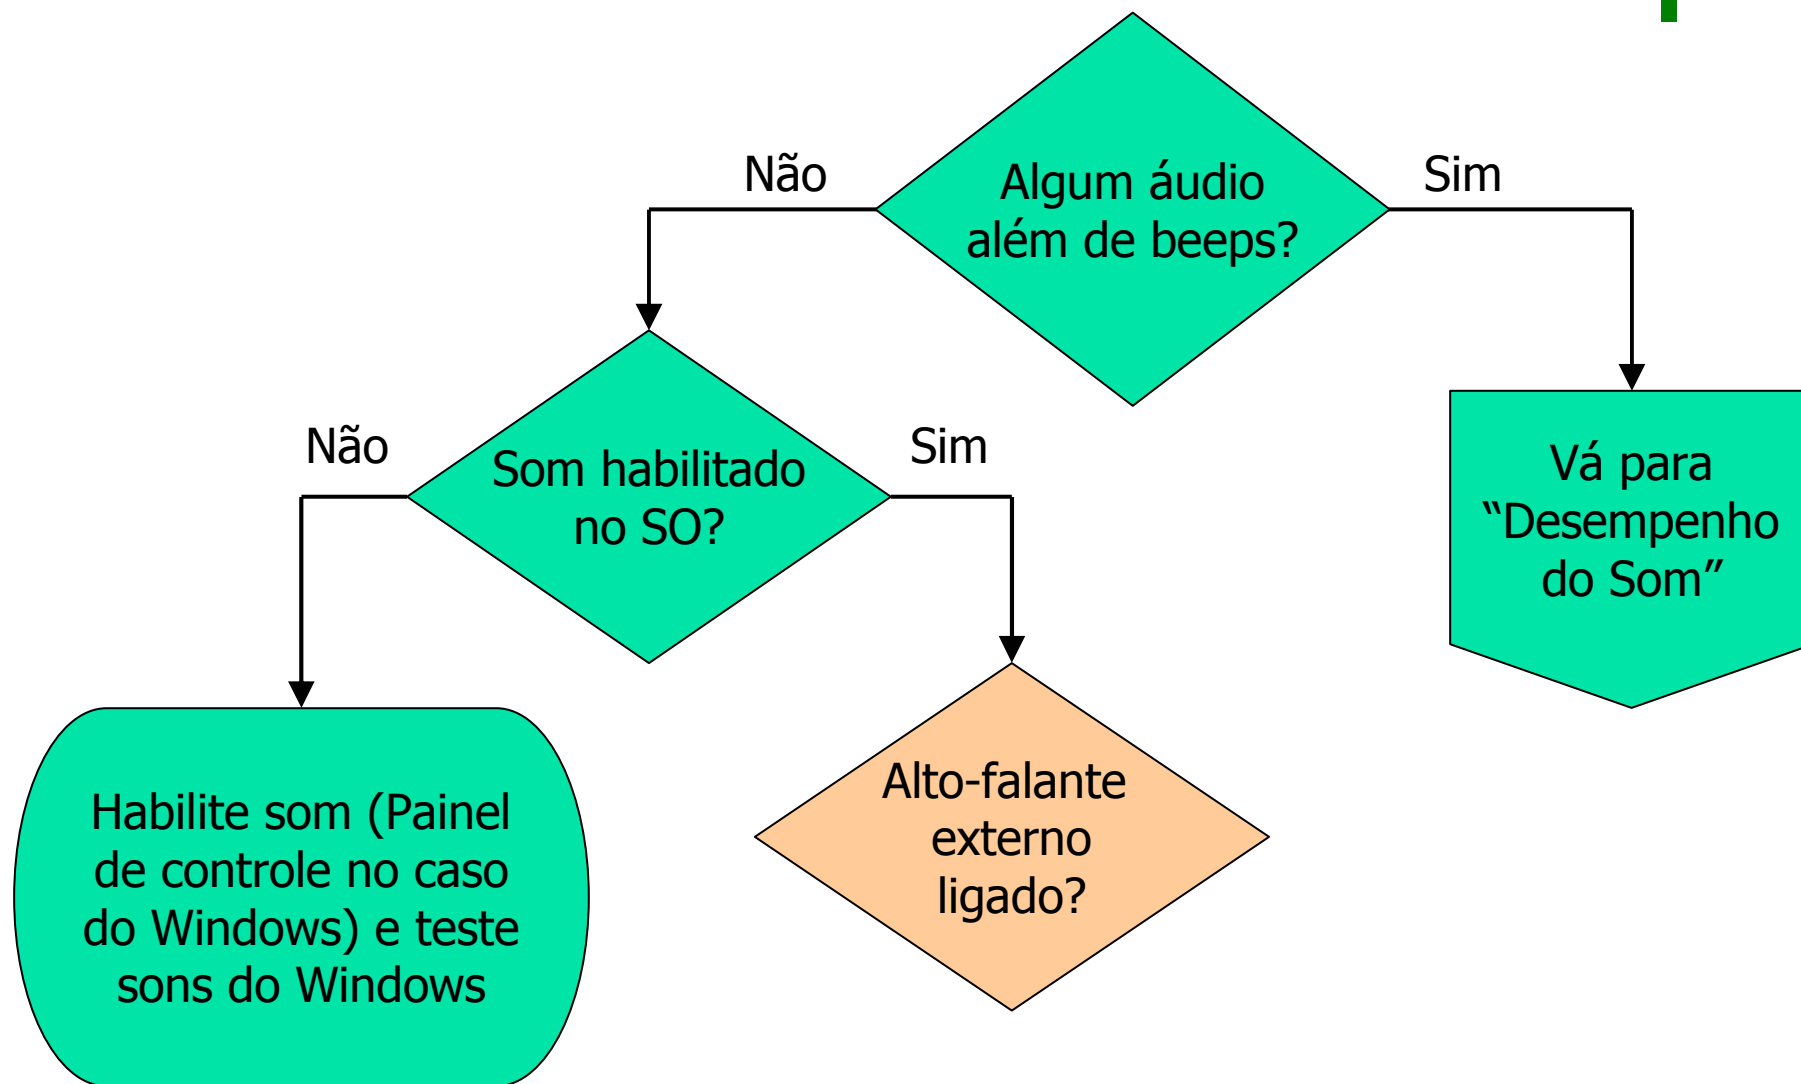 Não
Algum áudio
além de beeps?
Sim
Não
Som habilitado
no SO?
Sim
Vá para
“Desempenho
do Som”
Habilite som (Painel
de controle no caso
do Windows) e teste
sons do Windows
Alto-falante
externo
ligado?